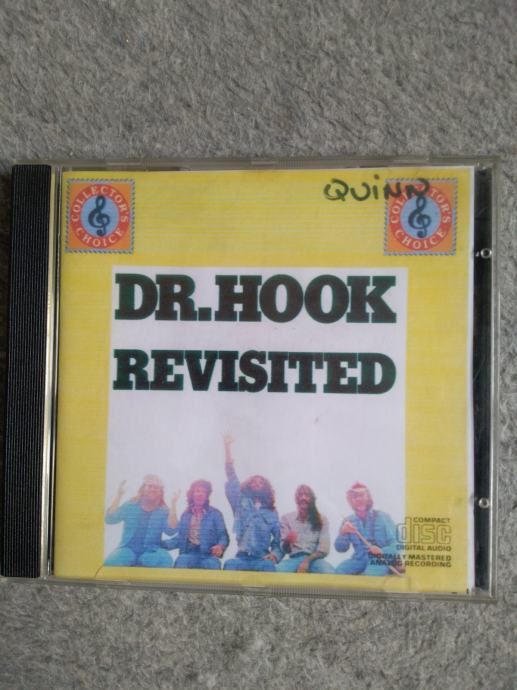 QUINN
COLLECTOR'S CHOICE
COLLECTOR'S CHOICE
DR.HOOK
REVISITED
COMPACT
disc
DIGITAL AUDIO
DIGITALLY MASTERED
ANALOG RECORDING